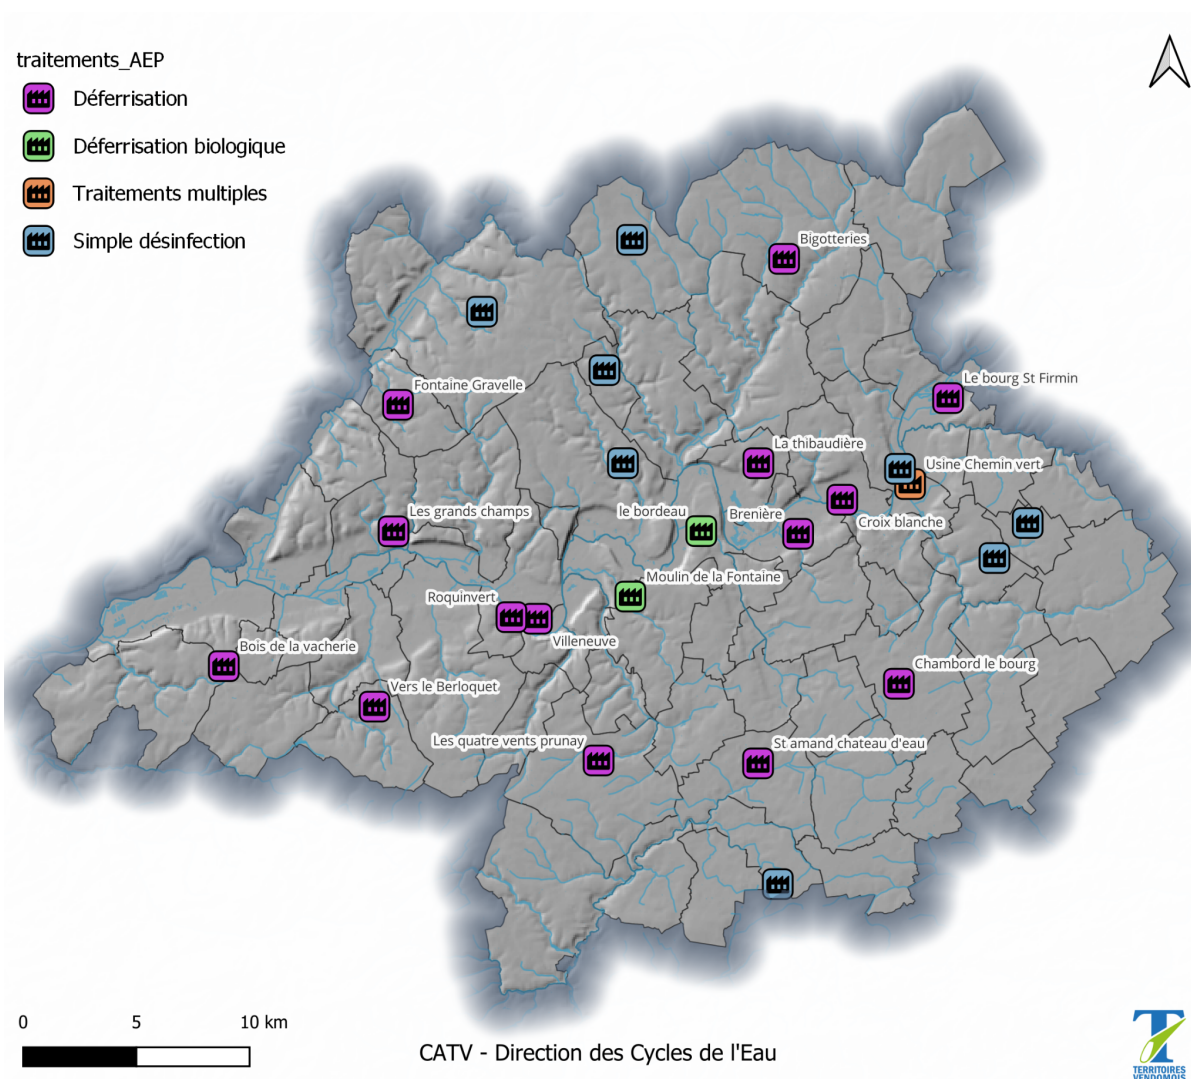 traitements_AEP
Déferrisation
Déferrisation biologique
Traitements multiples
Simple désinfection
Bigotteries
Le bourg St Firmin
Fontaine Gravelle
La thibaudière
Usine Chemin vert
Les grands champs
le bordeau
Brenière
Croix blanche
Moulin de la Fontaine
Roquinvert
Villeneuve
Bois de la vacherie
Chambord le bourg
Vers le Berloquet
Les quatre vents prunay
St amand chateau d'eau
0 5 10 km
CATV - Direction des Cycles de l'Eau
TERRITOIRES
VENDOMOIS